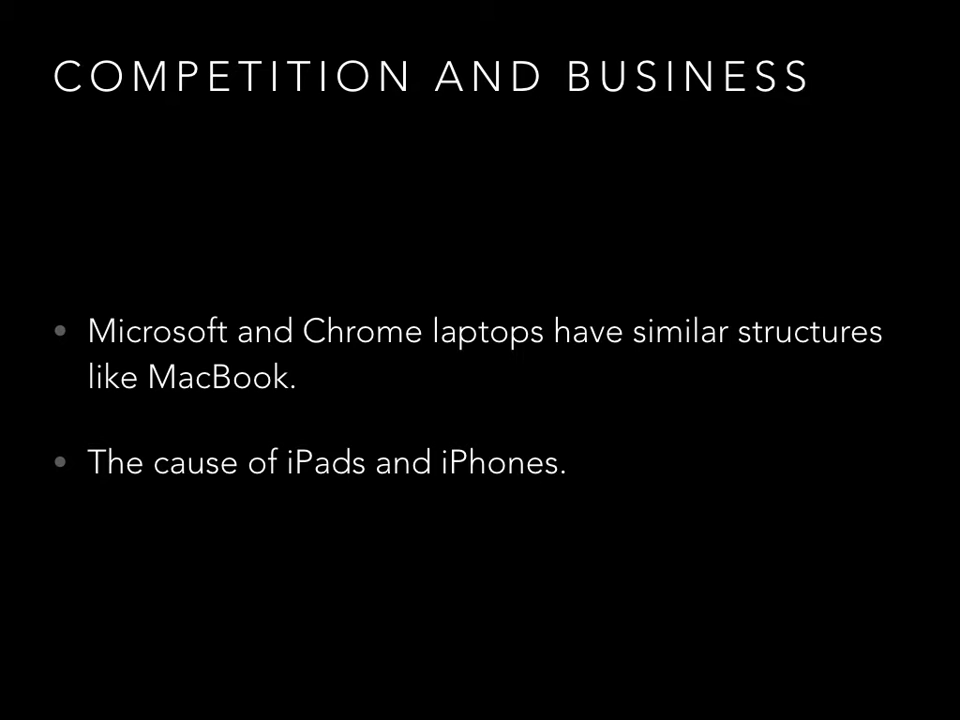 COMPETITION AND BUSINESS
• Microsoft and Chrome laptops have similar structures
like MacBook.
• The cause of iPads and iPhones.